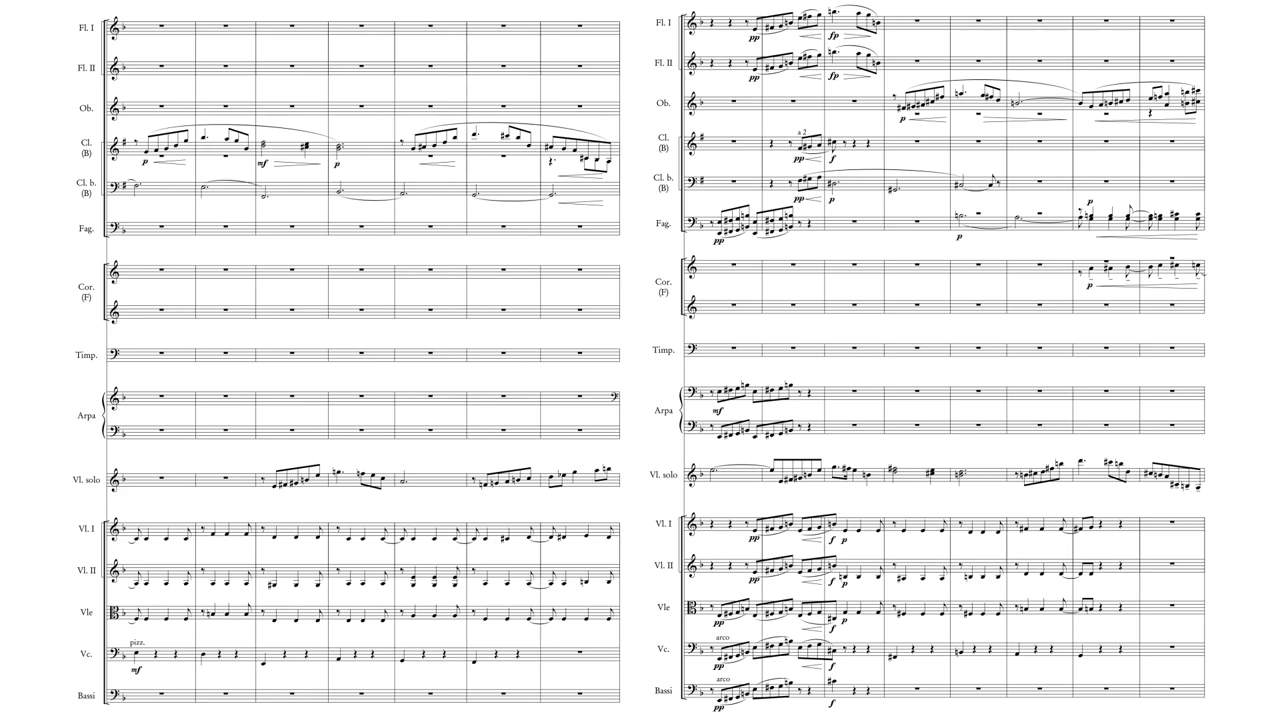 Fl. I
Fl. II
Ob.
Cl.
(B)
p
mf
p
Cl. b.
(B)
Fag.
Cor.
(F)
Timp.
Arpa
Vl. solo
Vl. I
Vl. II
Vle
pizz.
Vc.
mf
Bassi
Fl. I
pp
fp
Fl. II
pp
fp
Ob.
p
a 2
Cl.
(B)
pp
f
Cl. b.
(B)
pp
p
p
Fag.
pp
p
Cor.
(F)
p
Timp.
mf
Arpa
Vl. solo
Vl. I
pp
f
p
Vl. II
pp
f
p
Vle
pp
f
p
arco
Vc.
pp
f
arco
Bassi
pp
f